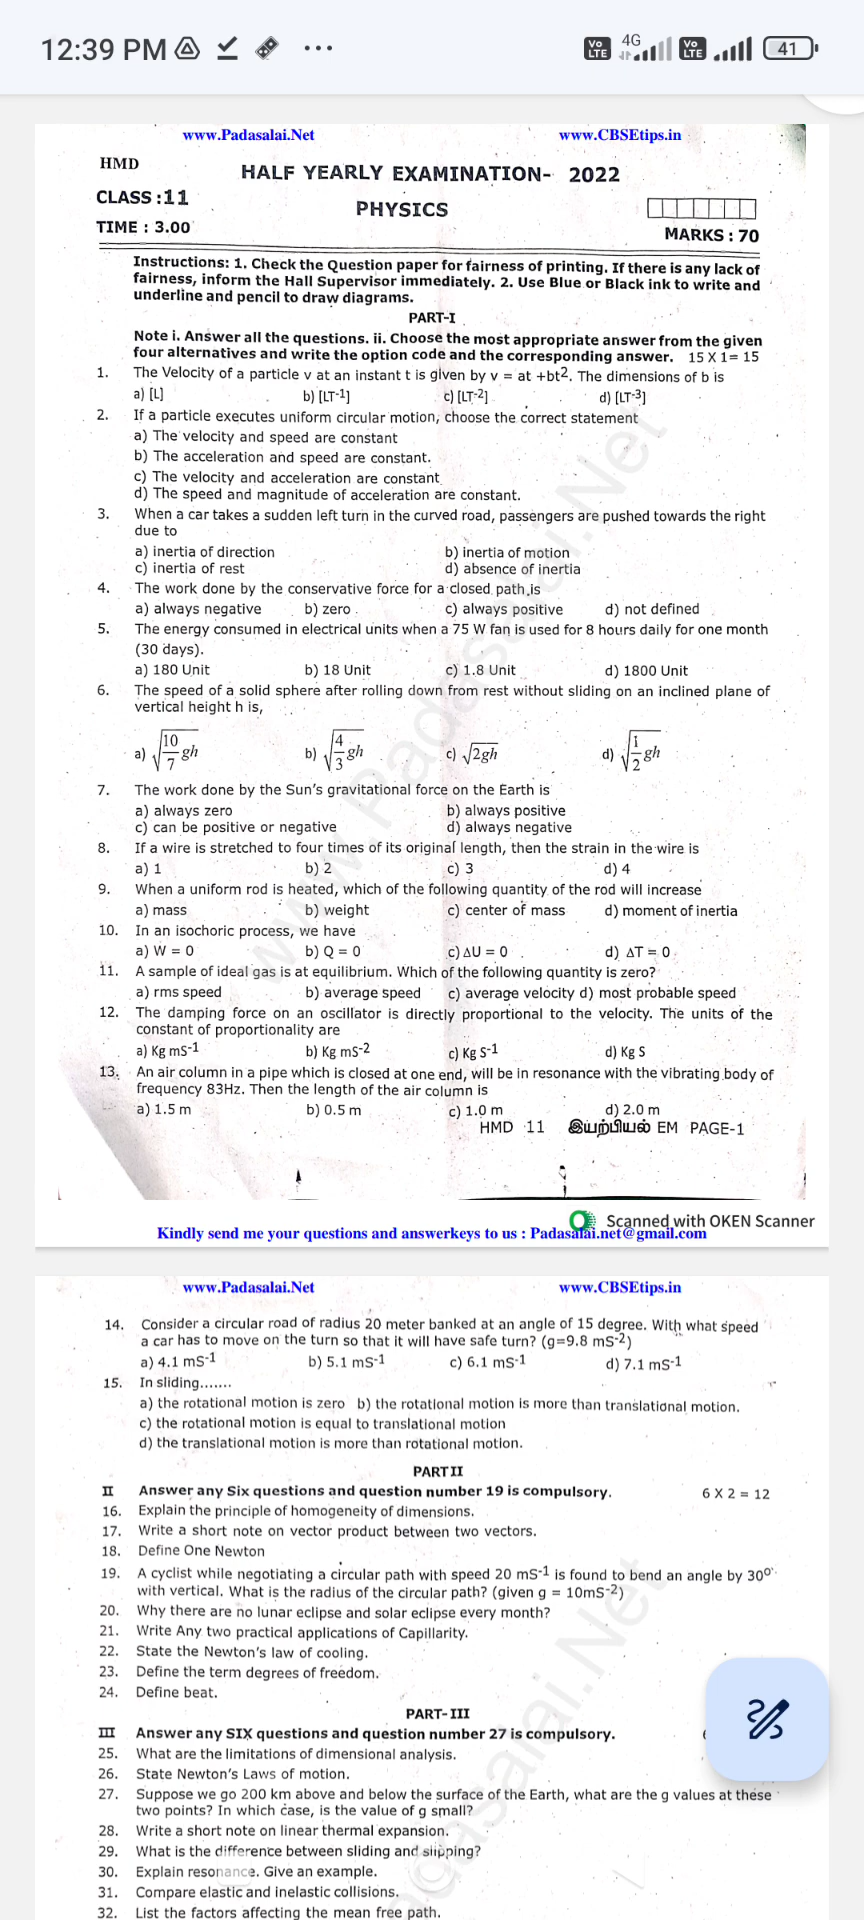 12:39 PM ... Vo LTE 4G Vo LTE 41
www.Padasalai.Net www.CBSEtips.in
HMD
HALF YEARLY EXAMINATION- 2022
CLASS :11
PHYSICS
TIME : 3.00
MARKS : 70
Instructions: 1. Check the Question paper for fairness of printing. If there is any lack of
fairness, inform the Hall Supervisor immediately. 2. Use Blue or Black ink to write and
underline and pencil to draw diagrams.
PART-I
Note i. Answer all the questions. ii. Choose the most appropriate answer from the given
four alternatives and write the option code and the corresponding answer. 15 X 1= 15
1. The Velocity of a particle v at an instant t is given by v = at +bt². The dimensions of b is
a) [L] b) [LT⁻¹] c) [LT⁻²] d) [LT⁻³]
2. If a particle executes uniform circular motion, choose the correct statement
a) The velocity and speed are constant
b) The acceleration and speed are constant.
c) The velocity and acceleration are constant
d) The speed and magnitude of acceleration are constant.
3. When a car takes a sudden left turn in the curved road, passengers are pushed towards the right
due to
a) inertia of direction b) inertia of motion
c) inertia of rest d) absence of inertia
4. The work done by the conservative force for a closed path is
a) always negative b) zero c) always positive d) not defined
5. The energy consumed in electrical units when a 75 W fan is used for 8 hours daily for one month
(30 days).
a) 180 Unit b) 18 Unit c) 1.8 Unit d) 1800 Unit
6. The speed of a solid sphere after rolling down from rest without sliding on an inclined plane of
vertical height h is,
a) √(10/7 gh) b) √(4/3 gh) c) √2gh d) √(1/2 gh)
7. The work done by the Sun's gravitational force on the Earth is
a) always zero b) always positive
c) can be positive or negative d) always negative
8. If a wire is stretched to four times of its original length, then the strain in the wire is
a) 1 b) 2 c) 3 d) 4
9. When a uniform rod is heated, which of the following quantity of the rod will increase
a) mass b) weight c) center of mass d) moment of inertia
10. In an isochoric process, we have
a) W = 0 b) Q = 0 c) ΔU = 0 d) ΔT = 0
11. A sample of ideal gas is at equilibrium. Which of the following quantity is zero?
a) rms speed b) average speed c) average velocity d) most probable speed
12. The damping force on an oscillator is directly proportional to the velocity. The units of the
constant of proportionality are
a) Kg mS⁻¹ b) Kg mS⁻² c) Kg S⁻¹ d) Kg S
13. An air column in a pipe which is closed at one end, will be in resonance with the vibrating body of
frequency 83Hz. Then the length of the air column is
a) 1.5 m b) 0.5 m c) 1.0 m d) 2.0 m
HMD 11 இயற்பியல் EM PAGE-1
Scanned with OKEN Scanner
Kindly send me your questions and answerkeys to us : Padasalai.net@gmail.com
www.Padasalai.Net
www.Padasalai.Net www.CBSEtips.in
14. Consider a circular road of radius 20 meter banked at an angle of 15 degree. With what speed
a car has to move on the turn so that it will have safe turn? (g=9.8 mS⁻²)
a) 4.1 mS⁻¹ b) 5.1 mS⁻¹ c) 6.1 mS⁻¹ d) 7.1 mS⁻¹
15. In sliding.......
a) the rotational motion is zero b) the rotational motion is more than translational motion.
c) the rotational motion is equal to translational motion
d) the translational motion is more than rotational motion.
PART II
II Answer any Six questions and question number 19 is compulsory. 6 X 2 = 12
16. Explain the principle of homogeneity of dimensions.
17. Write a short note on vector product between two vectors.
18. Define One Newton
19. A cyclist while negotiating a circular path with speed 20 mS⁻¹ is found to bend an angle by 30⁰
with vertical. What is the radius of the circular path? (given g = 10mS⁻²)
20. Why there are no lunar eclipse and solar eclipse every month?
21. Write Any two practical applications of Capillarity.
22. State the Newton's law of cooling.
23. Define the term degrees of freedom.
24. Define beat.
PART-III
III Answer any SIX questions and question number 27 is compulsory.
25. What are the limitations of dimensional analysis.
26. State Newton's Laws of motion.
27. Suppose we go 200 km above and below the surface of the Earth, what are the g values at these
two points? In which case, is the value of g small?
28. Write a short note on linear thermal expansion.
29. What is the difference between sliding and slipping?
30. Explain resonance. Give an example.
31. Compare elastic and inelastic collisions.
32. List the factors affecting the mean free path.